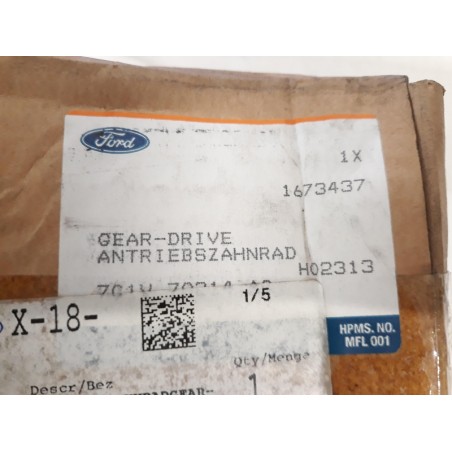 Ford
1X
1673437
GEAR-DRIVE
ANTRIEBSZAHNRAD
H02313
X-18-
1/5
HPMS. NO.
MFL 001
Qty/Menge
Descr/Bez
1